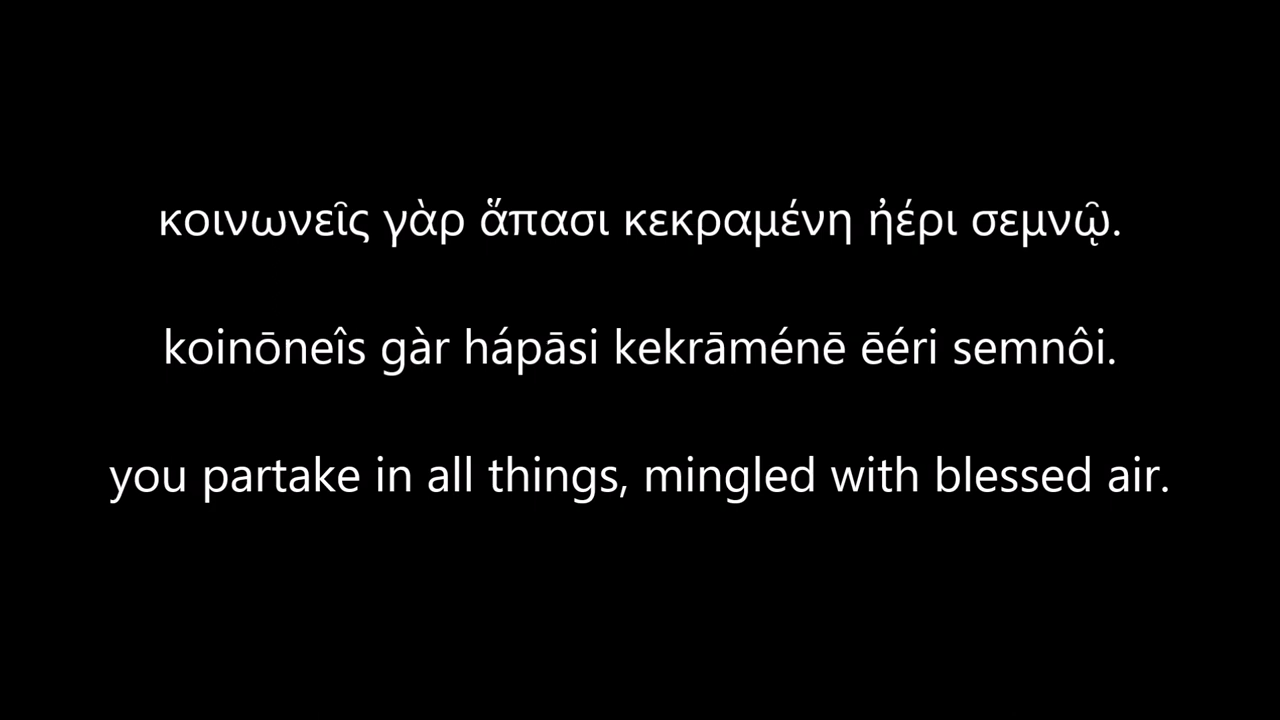 κοινωνεῖς γὰρ ἅπασι κεκραμένη ἠέρι σεμνῷ.
koinōneîs gàr hápāsi kekrāménē ēéri semnôi.
you partake in all things, mingled with blessed air.